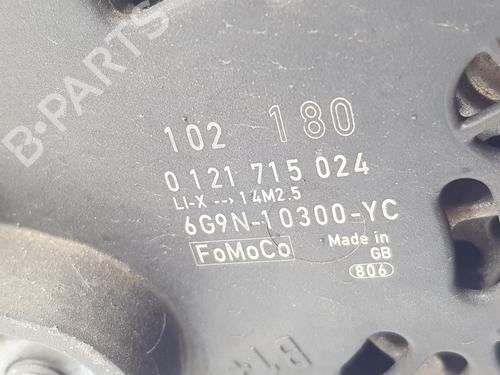 B-PARTS
102 180
0 121 715 024
LI-X --> 14M2.5
6G9N-10300-YC
FoMoCo Made in
GB
806